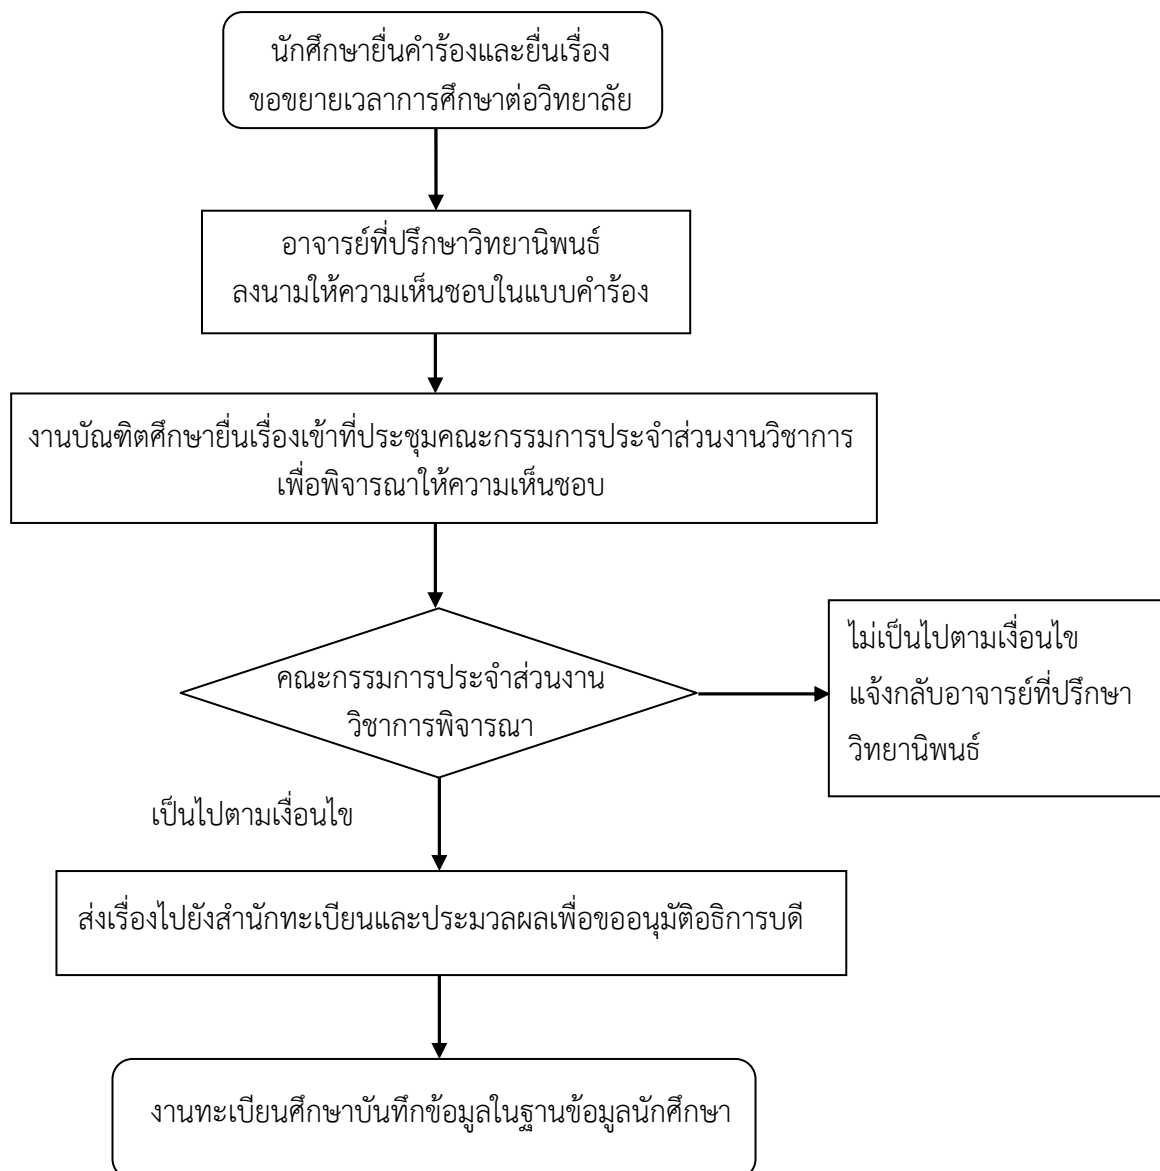 นักศึกษายื่นคำร้องและยื่นเรื่อง
ขอขยายเวลาการศึกษาต่อวิทยาลัย
อาจารย์ที่ปรึกษาวิทยานิพนธ์
ลงนามให้ความเห็นชอบในแบบคำร้อง
งานบัณฑิตศึกษายื่นเรื่องเข้าที่ประชุมคณะกรรมการประจำส่วนงานวิชาการ
เพื่อพิจารณาให้ความเห็นชอบ
คณะกรรมการประจำส่วนงาน
วิชาการพิจารณา
ไม่เป็นไปตามเงื่อนไข
แจ้งกลับอาจารย์ที่ปรึกษา
วิทยานิพนธ์
เป็นไปตามเงื่อนไข
ส่งเรื่องไปยังสำนักทะเบียนและประมวลผลเพื่อขออนุมัติอธิการบดี
งานทะเบียนศึกษาบันทึกข้อมูลในฐานข้อมูลนักศึกษา